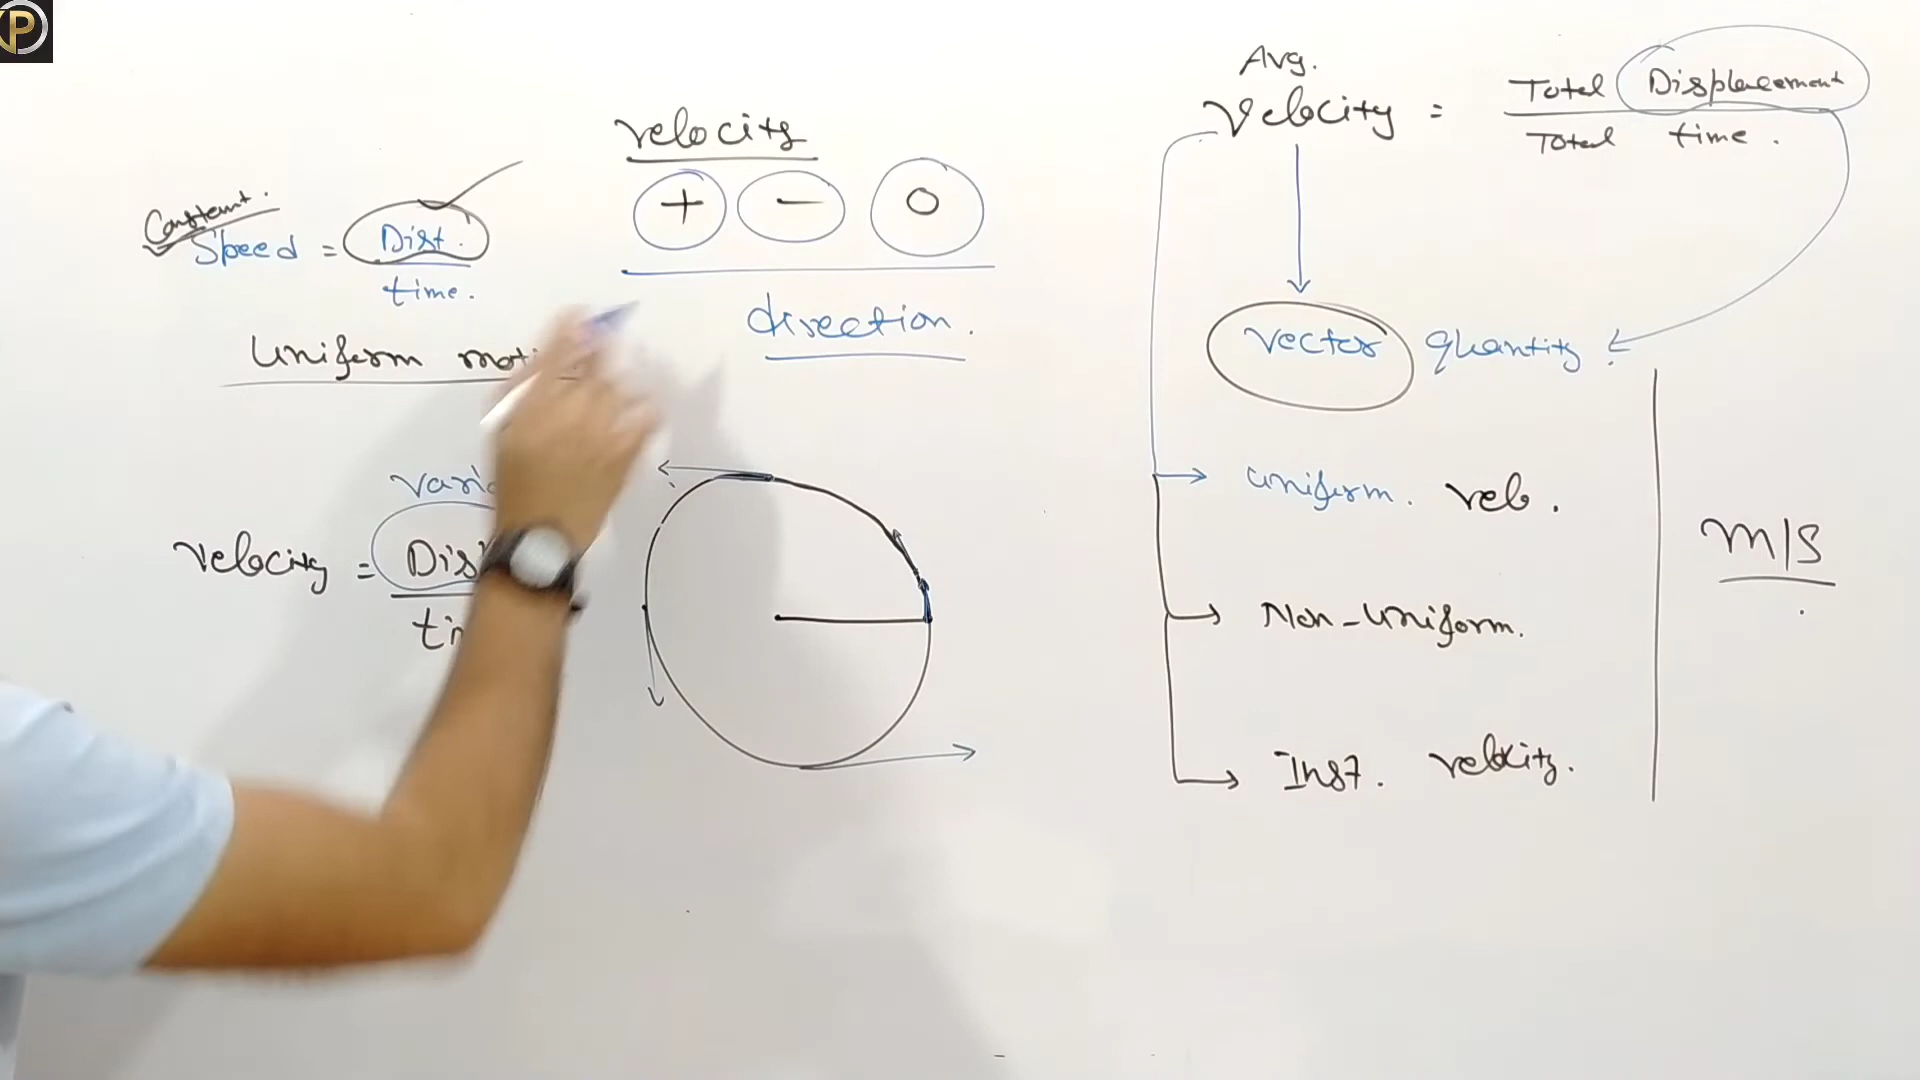 P
velocity
+ - 0
direction.
Constant.
Speed = Dist.
time.
Uniform
velocity =
Avg.
Velocity = Total Displacement
Total time.
Vector quantity
Uniform. vel.
Non-Uniform.
Inst. velocity.
M/S